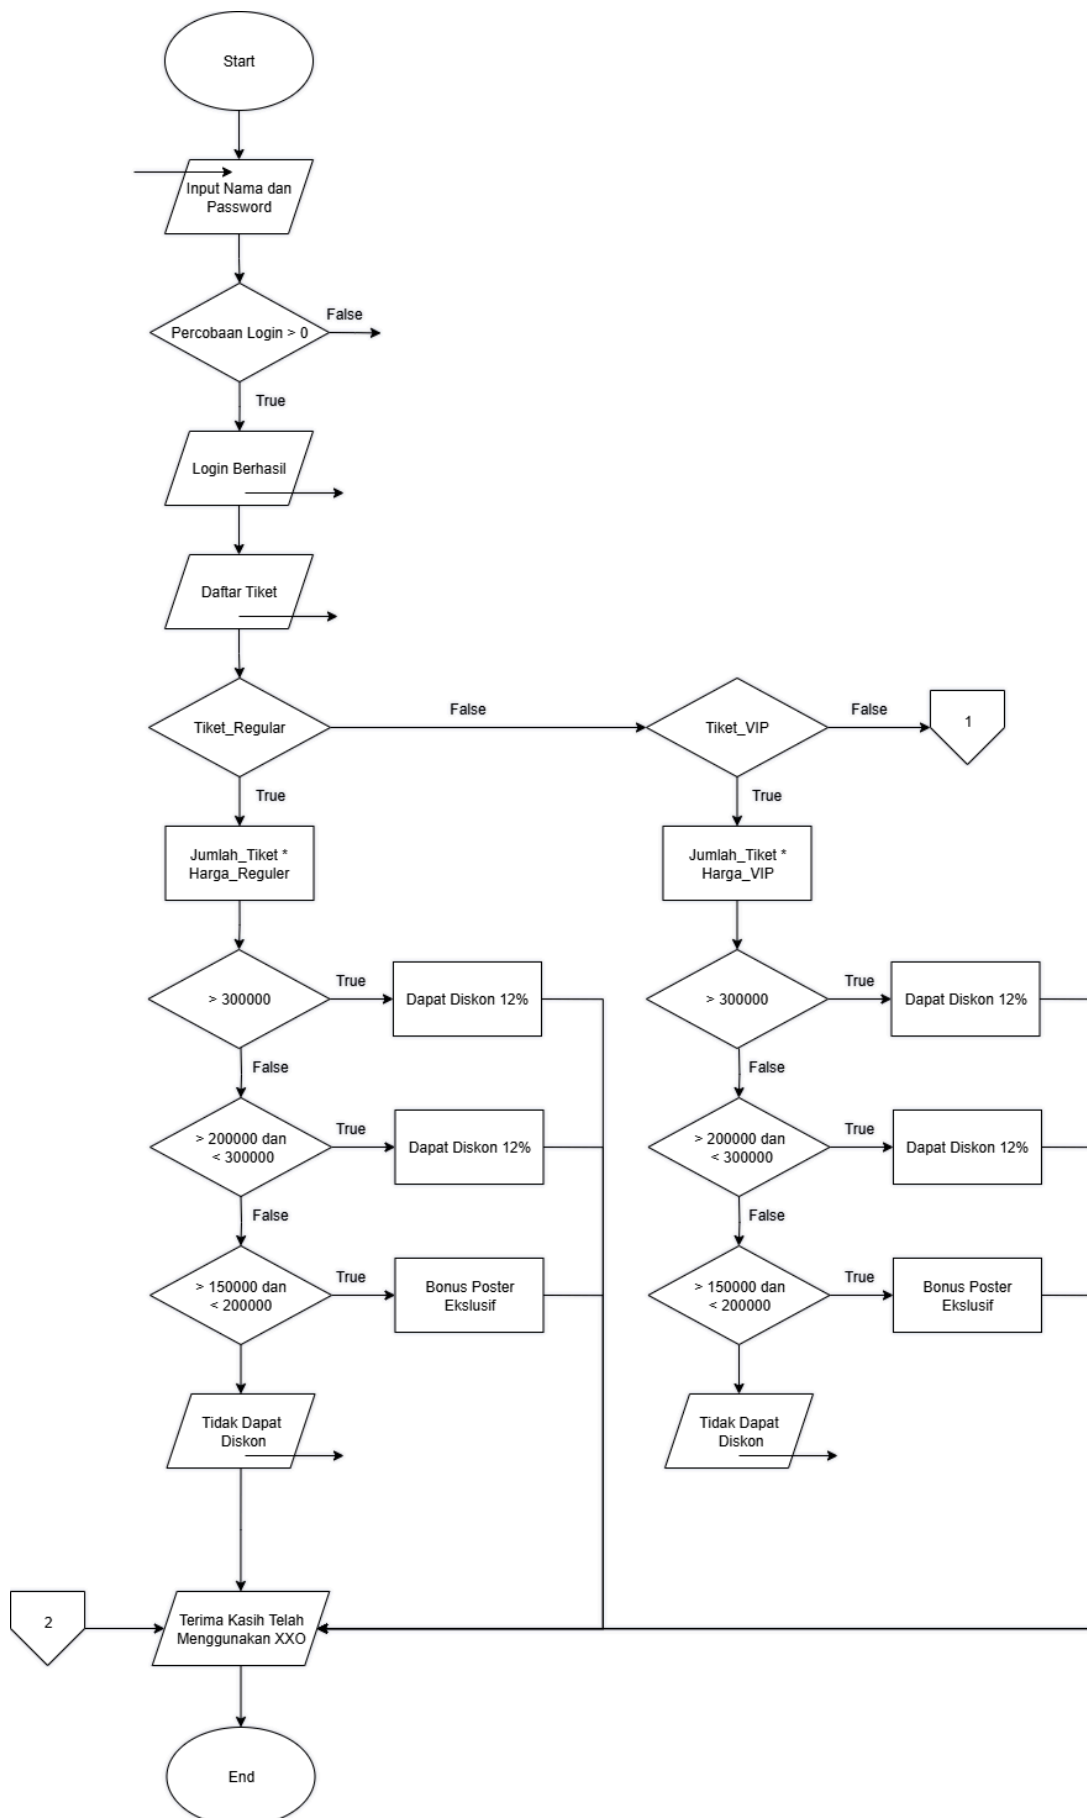 Start
Input Nama dan
Password
False
Percobaan Login > 0
True
Login Berhasil
Daftar Tiket
Tiket_Regular
False
Tiket_VIP
False
1
True
True
Jumlah_Tiket *
Harga_Reguler
Jumlah_Tiket *
Harga_VIP
> 300000
True
Dapat Diskon 12%
> 300000
True
Dapat Diskon 12%
False
False
> 200000 dan
< 300000
True
Dapat Diskon 12%
> 200000 dan
< 300000
True
Dapat Diskon 12%
False
False
> 150000 dan
< 200000
True
Bonus Poster
Ekslusif
> 150000 dan
< 200000
True
Bonus Poster
Ekslusif
Tidak Dapat
Diskon
Tidak Dapat
Diskon
2
Terima Kasih Telah
Menggunakan XXO
End